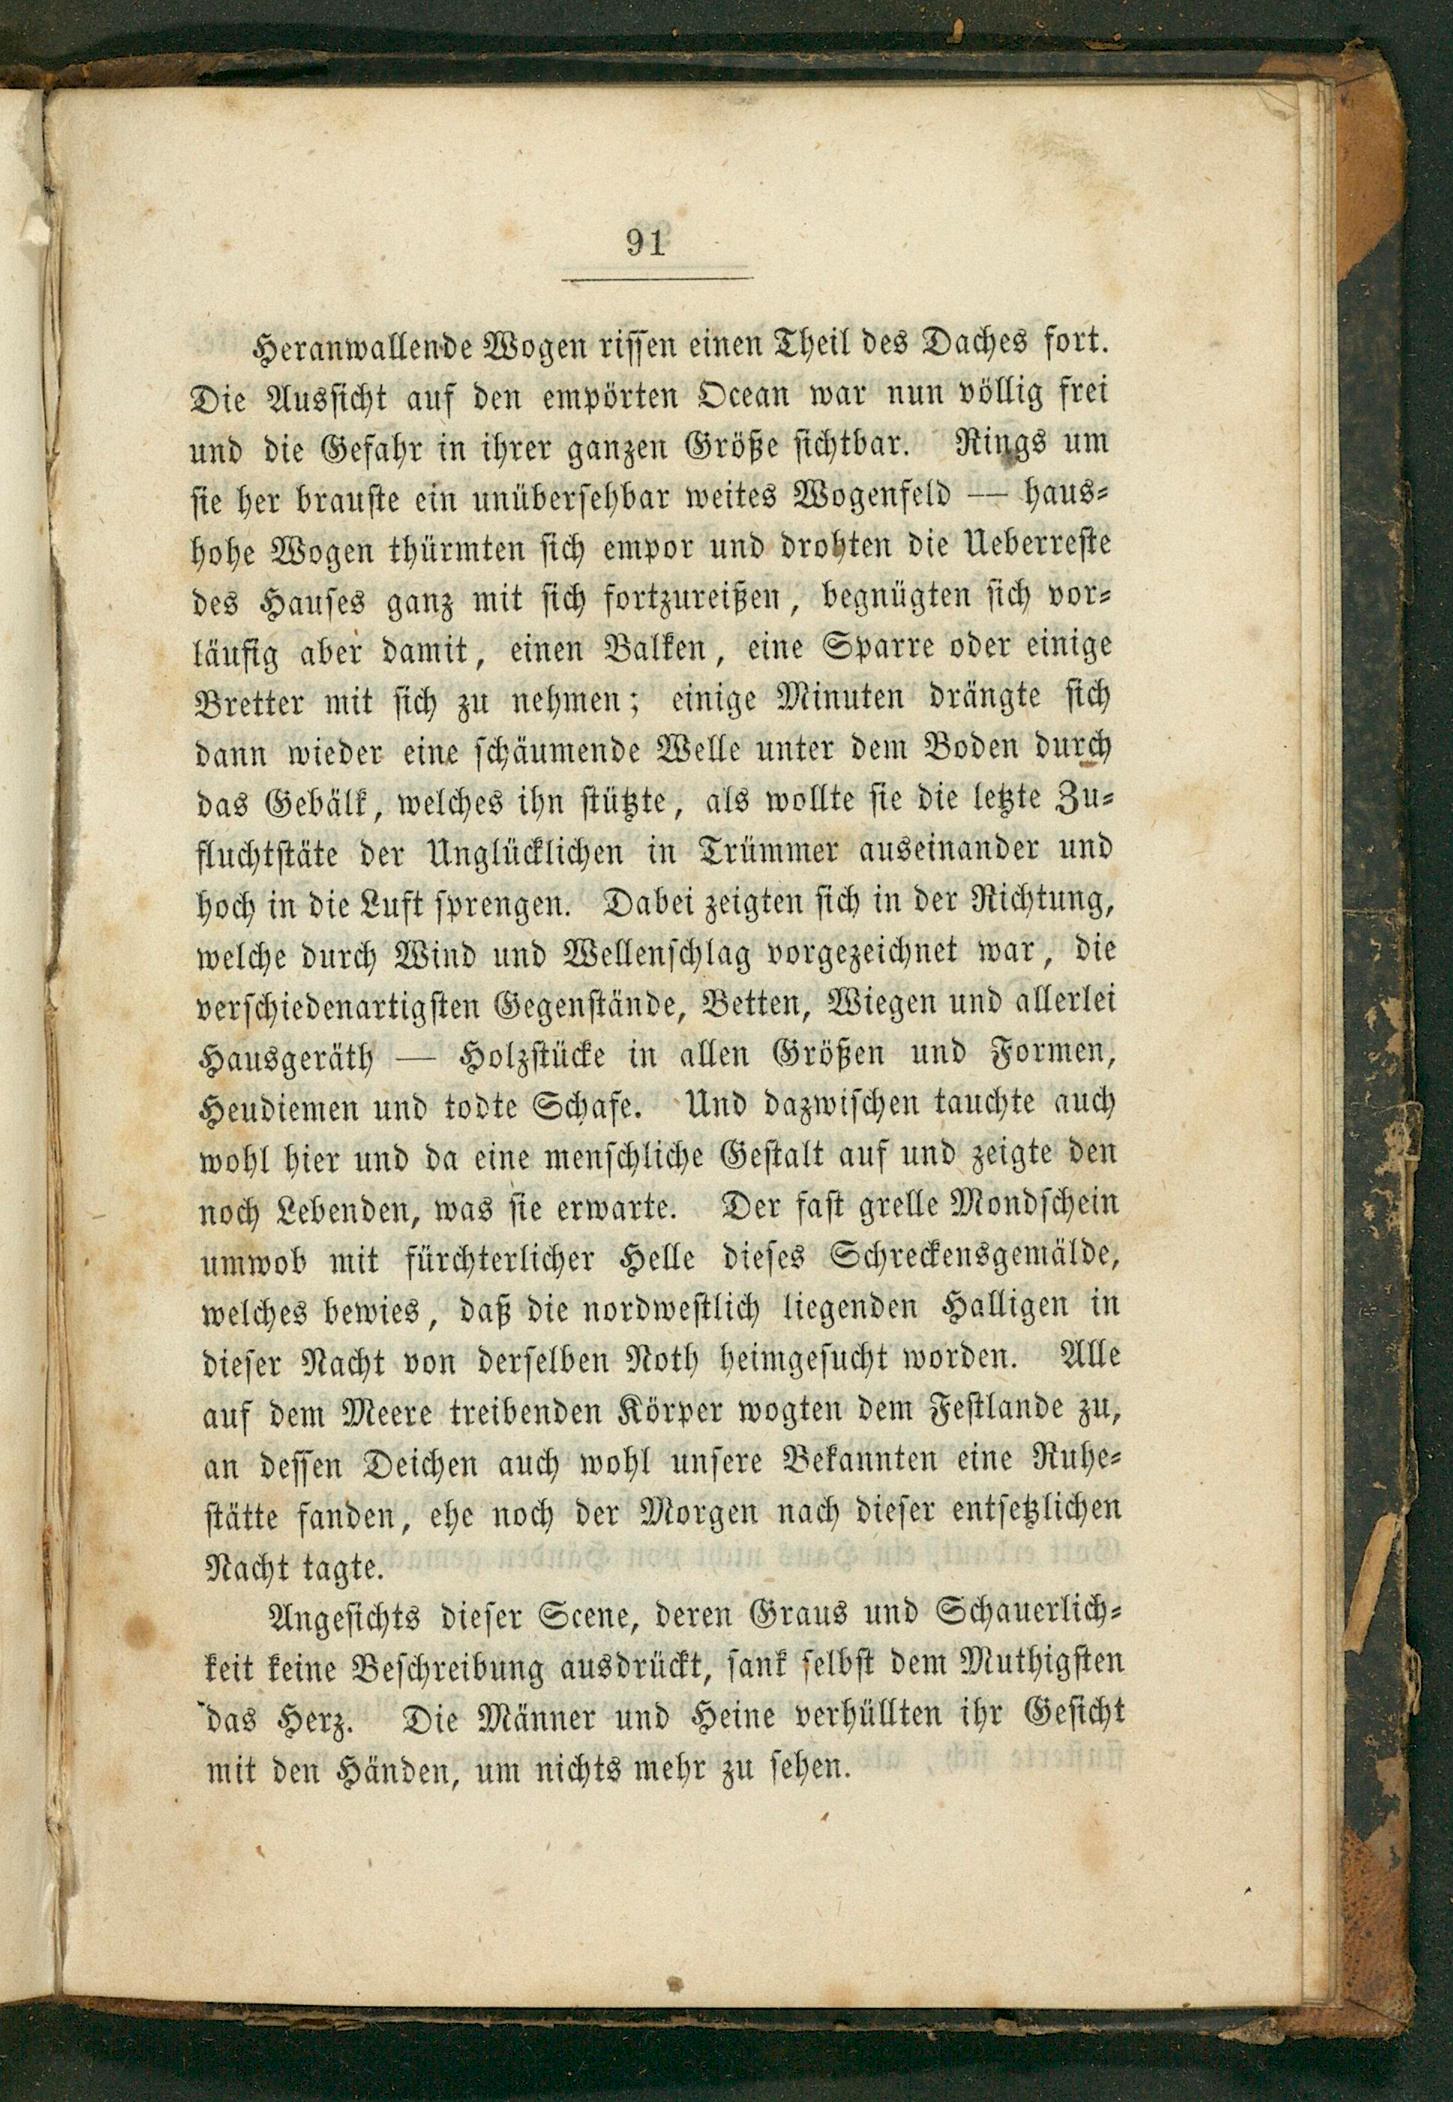 91
Heranwallende Wogen rissen einen Theil des Daches fort.
Die Aussicht auf den empörten Ocean war nun völlig frei
und die Gefahr in ihrer ganzen Größe sichtbar. Rings um
sie her brauste ein unübersehbar weites Wogenfeld — haus-
hohe Wogen thürmten sich empor und drohten die Ueberreste
des Hauses ganz mit sich fortzureißen, begnügten sich vor-
läufig aber damit, einen Balken, eine Sparre oder einige
Bretter mit sich zu nehmen; einige Minuten drängte sich
dann wieder eine schäumende Welle unter dem Boden durch
das Gebälk, welches ihn stützte, als wollte sie die letzte Zu-
fluchtstäte der Unglücklichen in Trümmer auseinander und
hoch in die Luft sprengen. Dabei zeigten sich in der Richtung,
welche durch Wind und Wellenschlag vorgezeichnet war, die
verschiedenartigsten Gegenstände, Betten, Wiegen und allerlei
Hausgeräth — Holzstücke in allen Größen und Formen,
Heudiemen und todte Schafe. Und dazwischen tauchte auch
wohl hier und da eine menschliche Gestalt auf und zeigte den
noch Lebenden, was sie erwarte. Der fast grelle Mondschein
umwob mit fürchterlicher Helle dieses Schreckensgemälde,
welches bewies, daß die nordwestlich liegenden Halligen in
dieser Nacht von derselben Noth heimgesucht worden. Alle
auf dem Meere treibenden Körper wogten dem Festlande zu,
an dessen Deichen auch wohl unsere Bekannten eine Ruhe-
stätte fanden, ehe noch der Morgen nach dieser entsetzlichen
Nacht tagte.
Angesichts dieser Scene, deren Graus und Schauerlich-
keit keine Beschreibung ausdrückt, sank selbst dem Muthigsten
das Herz. Die Männer und Heine verhüllten ihr Gesicht
mit den Händen, um nichts mehr zu sehen.